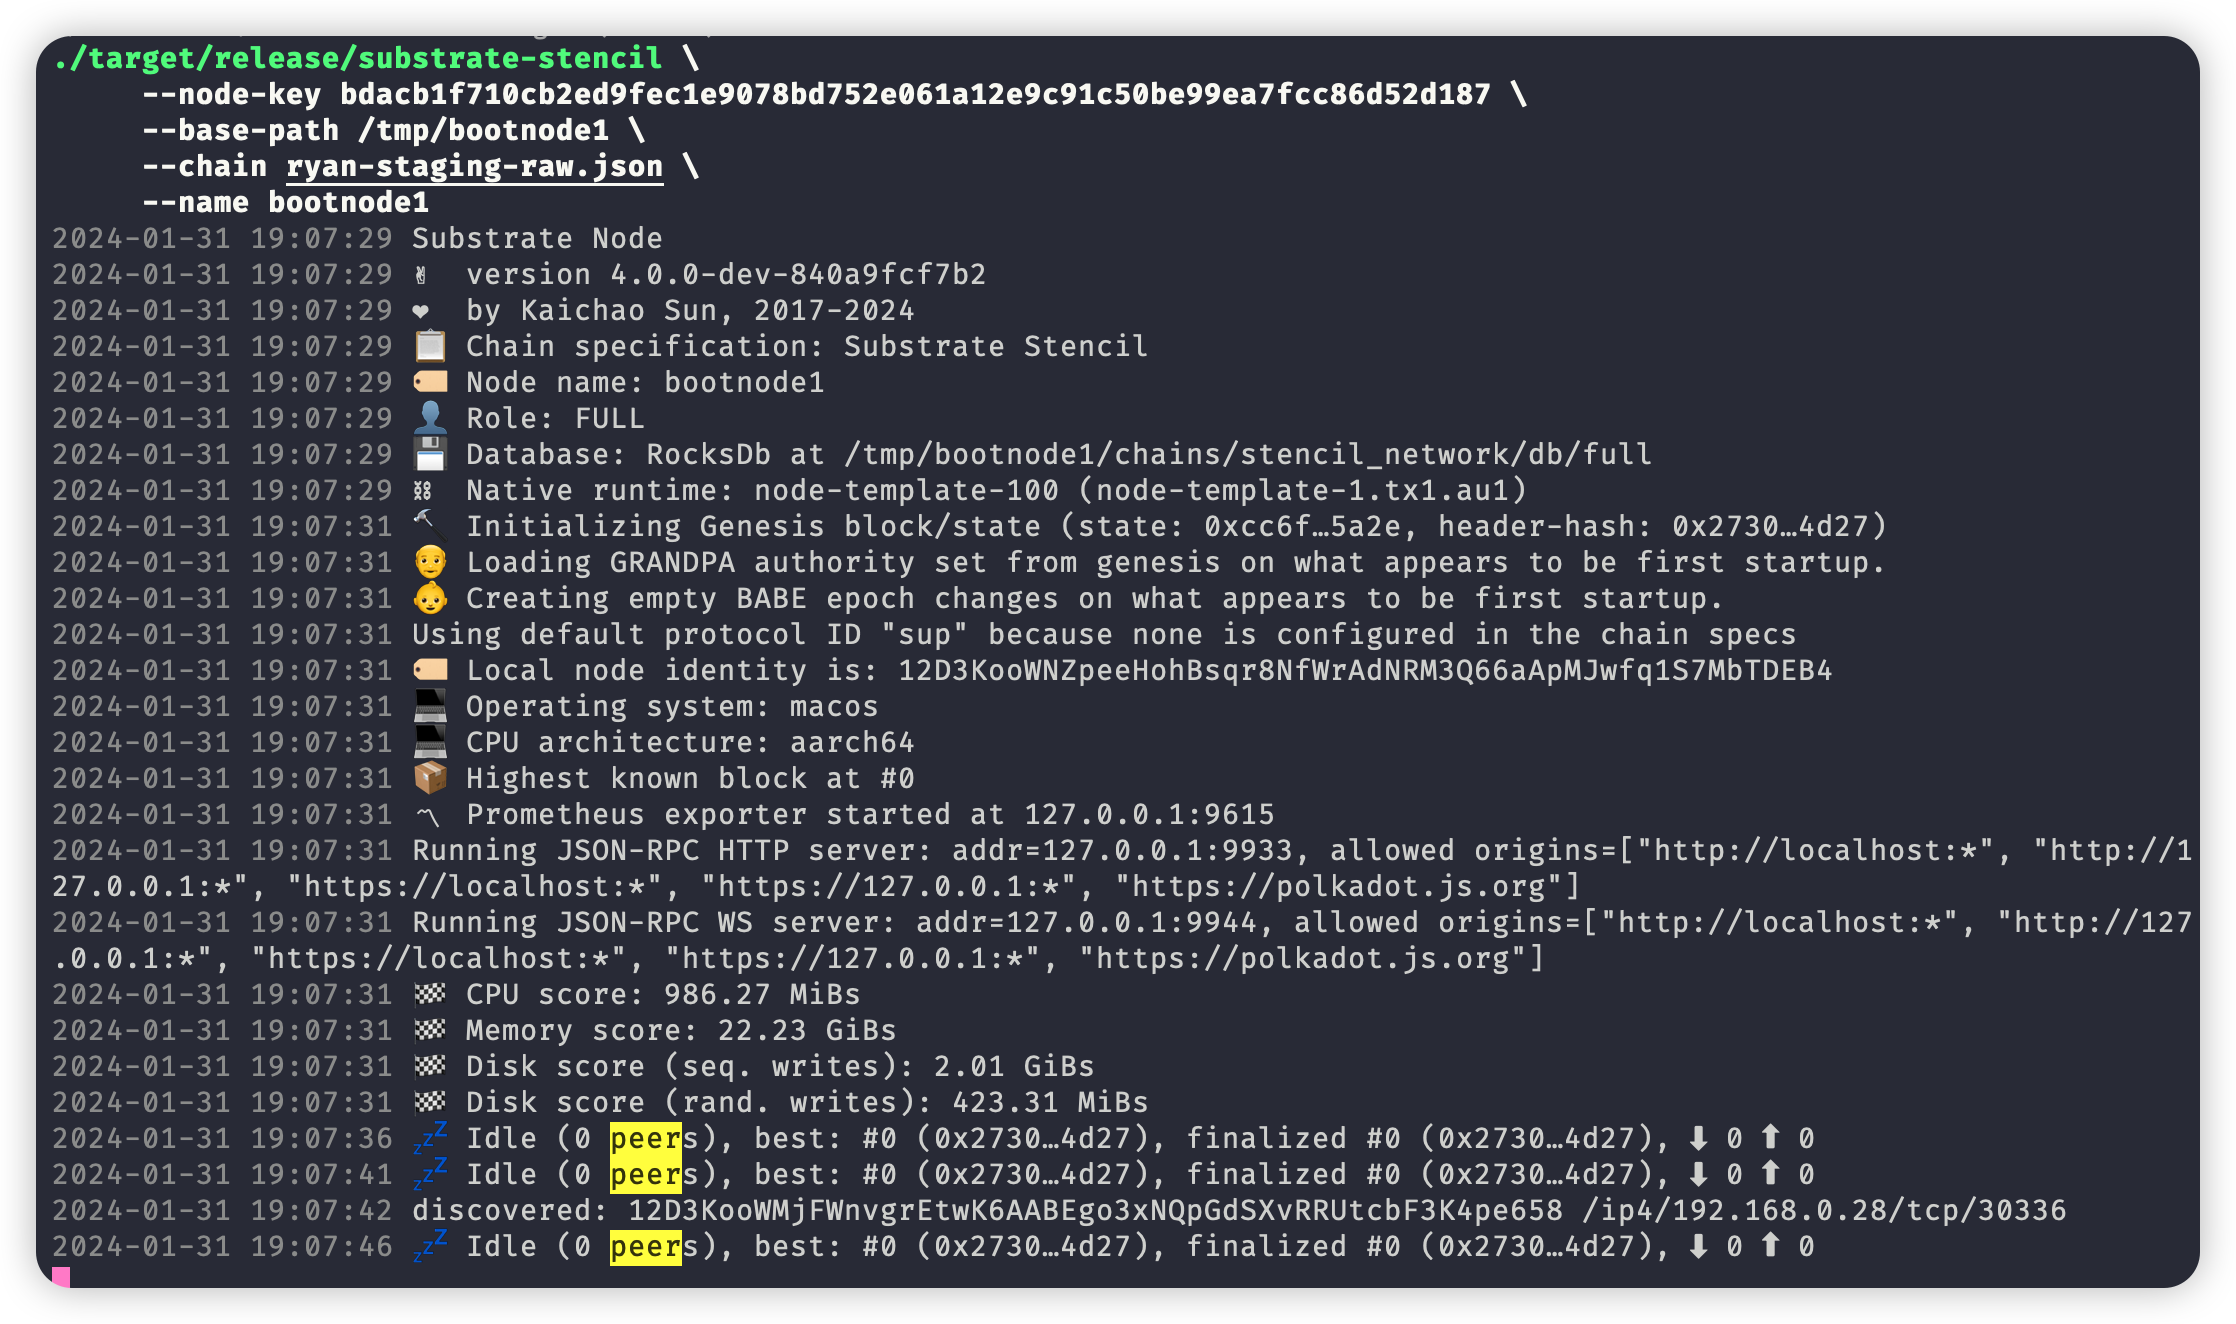 ./target/release/substrate-stencil \
--node-key bdacb1f710cb2ed9fec1e9078bd752e061a12e9c91c50be99ea7fcc86d52d187 \
--base-path /tmp/bootnode1 \
--chain ryan-staging-raw.json \
--name bootnode1
2024-01-31 19:07:29 Substrate Node
2024-01-31 19:07:29 ✌️ version 4.0.0-dev-840a9fcf7b2
2024-01-31 19:07:29 ❤️ by Kaichao Sun, 2017-2024
2024-01-31 19:07:29 📋 Chain specification: Substrate Stencil
2024-01-31 19:07:29 🏷 Node name: bootnode1
2024-01-31 19:07:29 👤 Role: FULL
2024-01-31 19:07:29 💾 Database: RocksDb at /tmp/bootnode1/chains/stencil_network/db/full
2024-01-31 19:07:29 ⛓ Native runtime: node-template-100 (node-template-1.tx1.au1)
2024-01-31 19:07:31 🔨 Initializing Genesis block/state (state: 0xcc6f…5a2e, header-hash: 0x2730…4d27)
2024-01-31 19:07:31 👴 Loading GRANDPA authority set from genesis on what appears to be first startup.
2024-01-31 19:07:31 👶 Creating empty BABE epoch changes on what appears to be first startup.
2024-01-31 19:07:31 Using default protocol ID "sup" because none is configured in the chain specs
2024-01-31 19:07:31 🏷 Local node identity is: 12D3KooWNZpeeHohBsqr8NfWrAdNRM3Q66aApMJwfq1S7MbTDEB4
2024-01-31 19:07:31 💻 Operating system: macos
2024-01-31 19:07:31 💻 CPU architecture: aarch64
2024-01-31 19:07:31 📦 Highest known block at #0
2024-01-31 19:07:31 〽️ Prometheus exporter started at 127.0.0.1:9615
2024-01-31 19:07:31 Running JSON-RPC HTTP server: addr=127.0.0.1:9933, allowed origins=["http://localhost:*", "http://1
27.0.0.1:*", "https://localhost:*", "https://127.0.0.1:*", "https://polkadot.js.org"]
2024-01-31 19:07:31 Running JSON-RPC WS server: addr=127.0.0.1:9944, allowed origins=["http://localhost:*", "http://127
.0.0.1:*", "https://localhost:*", "https://127.0.0.1:*", "https://polkadot.js.org"]
2024-01-31 19:07:31 🏁 CPU score: 986.27 MiBs
2024-01-31 19:07:31 🏁 Memory score: 22.23 GiBs
2024-01-31 19:07:31 🏁 Disk score (seq. writes): 2.01 GiBs
2024-01-31 19:07:31 🏁 Disk score (rand. writes): 423.31 MiBs
2024-01-31 19:07:36 💤 Idle (0 peers), best: #0 (0x2730…4d27), finalized #0 (0x2730…4d27), ⬇ 0 ⬆ 0
2024-01-31 19:07:41 💤 Idle (0 peers), best: #0 (0x2730…4d27), finalized #0 (0x2730…4d27), ⬇ 0 ⬆ 0
2024-01-31 19:07:42 discovered: 12D3KooWMjFWnvgrEtwK6AABEgo3xNQpGdSXvRRUtcbF3K4pe658 /ip4/192.168.0.28/tcp/30336
2024-01-31 19:07:46 💤 Idle (0 peers), best: #0 (0x2730…4d27), finalized #0 (0x2730…4d27), ⬇ 0 ⬆ 0